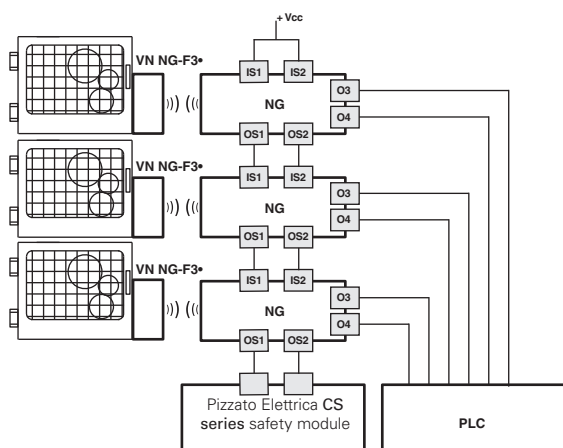 + Vcc
VN NG-F3•
IS1 IS2
NG
O3
O4
OS1 OS2
VN NG-F3•
IS1 IS2
NG
O3
O4
OS1 OS2
VN NG-F3•
IS1 IS2
NG
O3
O4
OS1 OS2
Pizzato Elettrica CS
series safety module
PLC